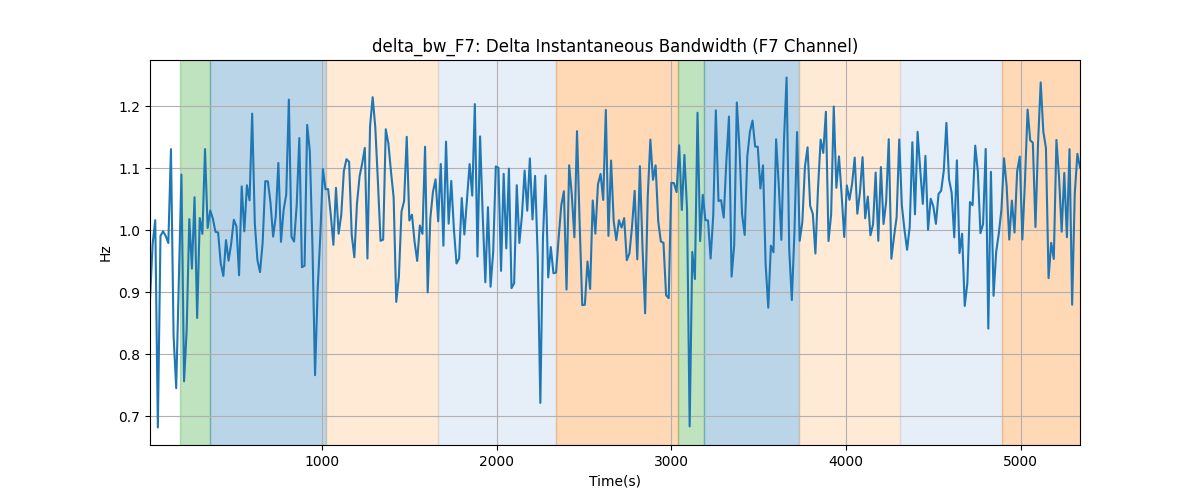 delta_bw_F7: Delta Instantaneous Bandwidth (F7 Channel)
1.2
1.1
1.0
0.9
0.8
0.7
Hz
1000 2000 3000 4000 5000
Time(s)